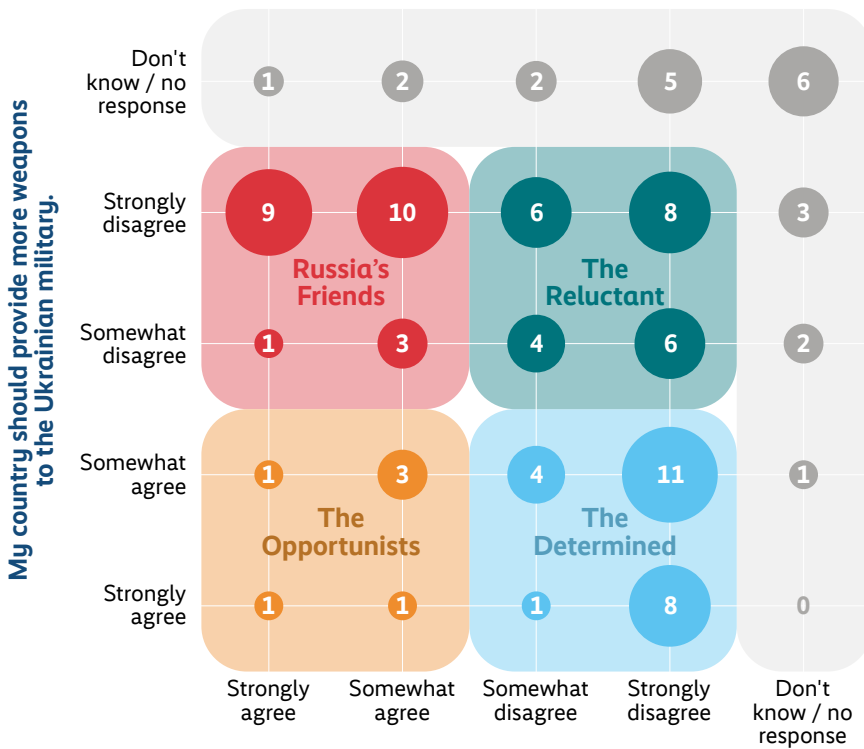 My country should provide more weapons
to the Ukrainian military.
Don't
know / no
response
1
2
2
5
6
Strongly
disagree
9
10
6
8
3
Russia's
Friends
The
Reluctant
Somewhat
disagree
1
3
4
6
2
Somewhat
agree
1
3
4
11
1
The
Opportunists
The
Determined
Strongly
agree
1
1
1
8
0
Strongly
agree
Somewhat
agree
Somewhat
disagree
Strongly
disagree
Don't
know / no
response